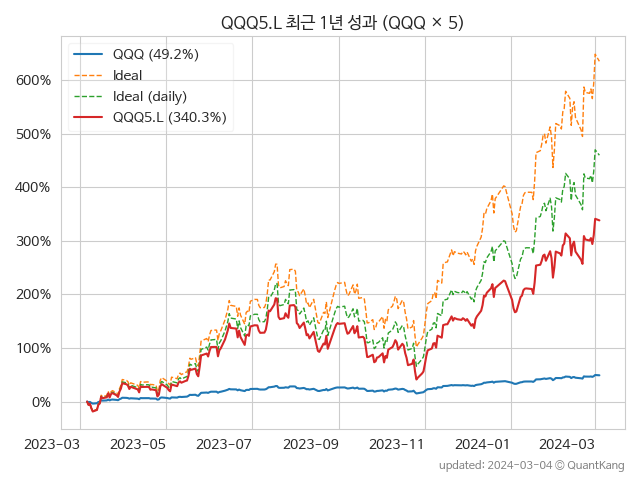 QQQ5.L 최근 1년 성과 (QQQ × 5)
QQQ (49.2%)
Ideal
Ideal (daily)
QQQ5.L (340.3%)
600%
500%
400%
300%
200%
100%
0%
2023-03 2023-05 2023-07 2023-09 2023-11 2024-01 2024-03
updated: 2024-03-04 © QuantKang